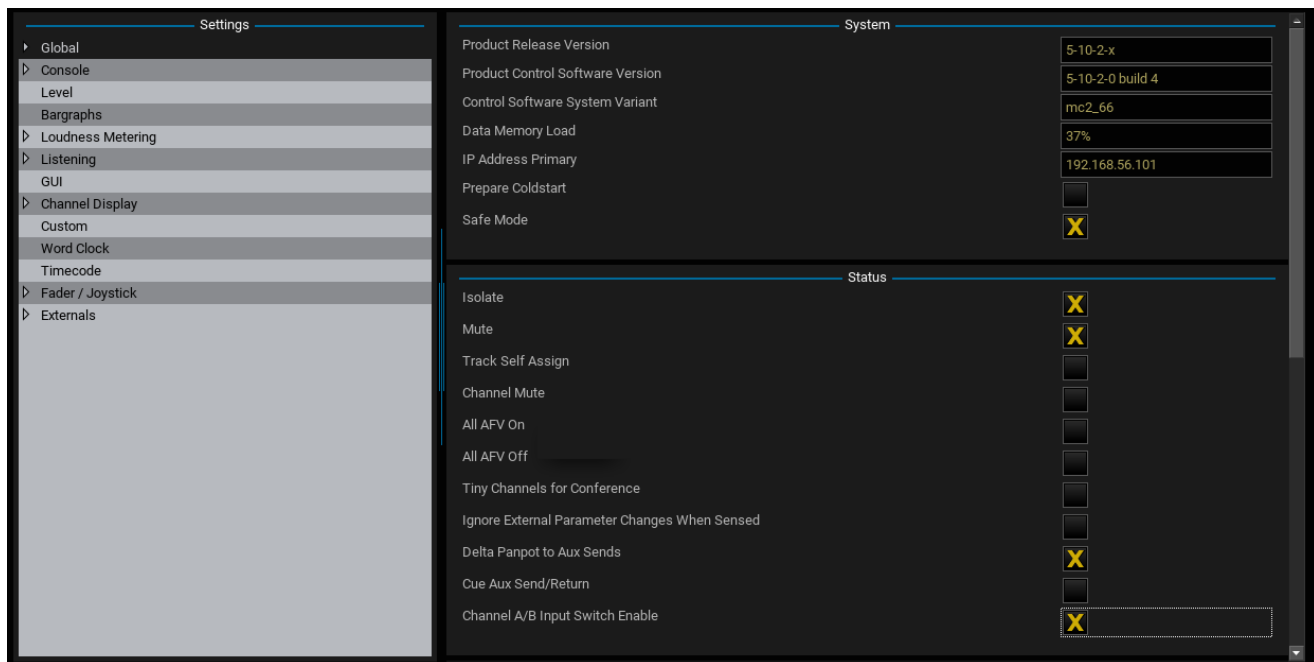 Settings
Global
Console
Level
Bargraphs
Loudness Metering
Listening
GUI
Channel Display
Custom
Word Clock
Timecode
Fader / Joystick
Externals
System
Product Release Version 5-10-2-x
Product Control Software Version 5-10-2-0 build 4
Control Software System Variant mc2_66
Data Memory Load 37%
IP Address Primary 192.168.56.101
Prepare Coldstart
Safe Mode X
Status
Isolate X
Mute X
Track Self Assign
Channel Mute
All AFV On
All AFV Off
Tiny Channels for Conference
Ignore External Parameter Changes When Sensed
Delta Panpot to Aux Sends X
Cue Aux Send/Return
Channel A/B Input Switch Enable X